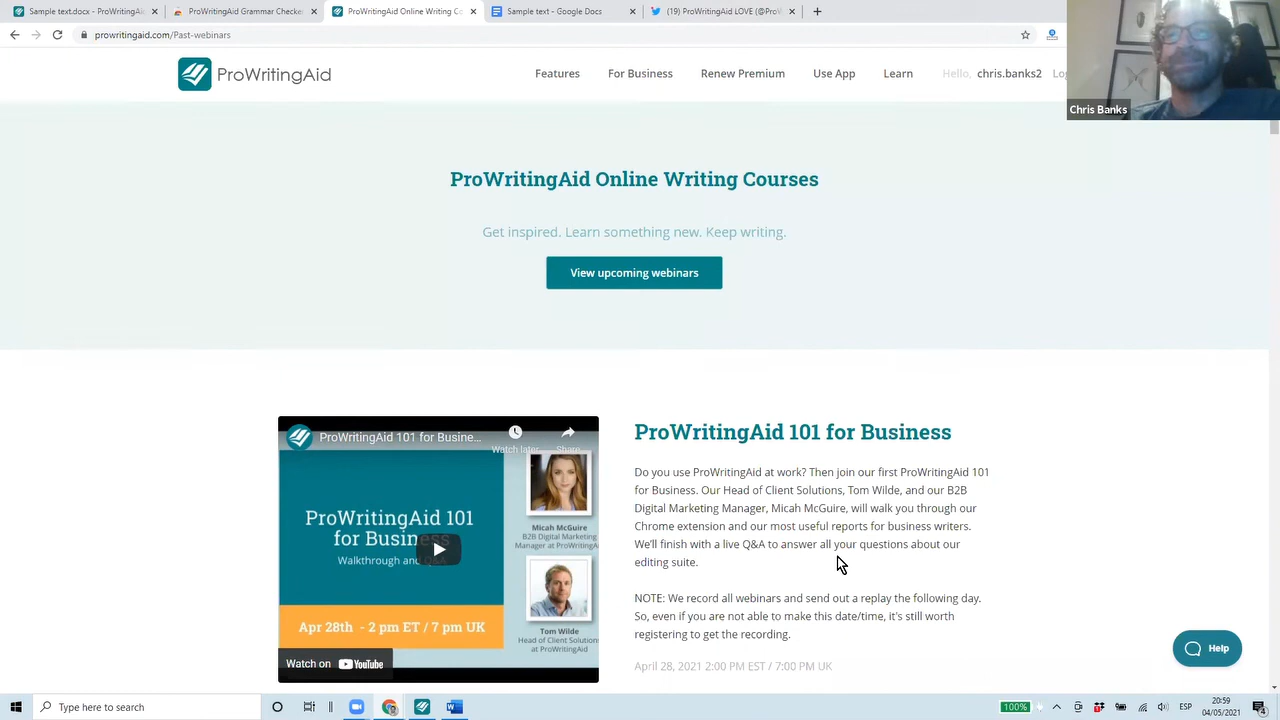 Sample text.docx - ProWritingAi
ProWritingAid Grammar Checker
ProWritingAid Online Writing Co
Sample text - Google Docs
(19) ProWritingAid LOVE (@ProW
prowritingaid.com/Past-webinars
ProWritingAid
Features
For Business
Renew Premium
Use App
Learn
Hello, chris.banks2
Chris Banks
ProWritingAid Online Writing Courses
Get inspired. Learn something new. Keep writing.
View upcoming webinars
ProWritingAid 101 for Busine...
Watch later
Share
ProWritingAid 101
for Business
Walkthrough and
Apr 28th - 2 pm ET / 7 pm UK
Micah McGuire
B2B Digital Marketing
Manager at ProWritingAi
Tom Wilde
Head of Client Solutions
at ProWritingAid
Watch on YouTube
ProWritingAid 101 for Business
Do you use ProWritingAid at work? Then join our first ProWritingAid 101
for Business. Our Head of Client Solutions, Tom Wilde, and our B2B
Digital Marketing Manager, Micah McGuire, will walk you through our
Chrome extension and our most useful reports for business writers.
We'll finish with a live Q&A to answer all your questions about our
editing suite.
NOTE: We record all webinars and send out a replay the following day.
So, even if you are not able to make this date/time, it's still worth
registering to get the recording.
April 28, 2021 2:00 PM EST / 7:00 PM UK
Help
Type here to search
100%
ESP
20:59
04/05/2021